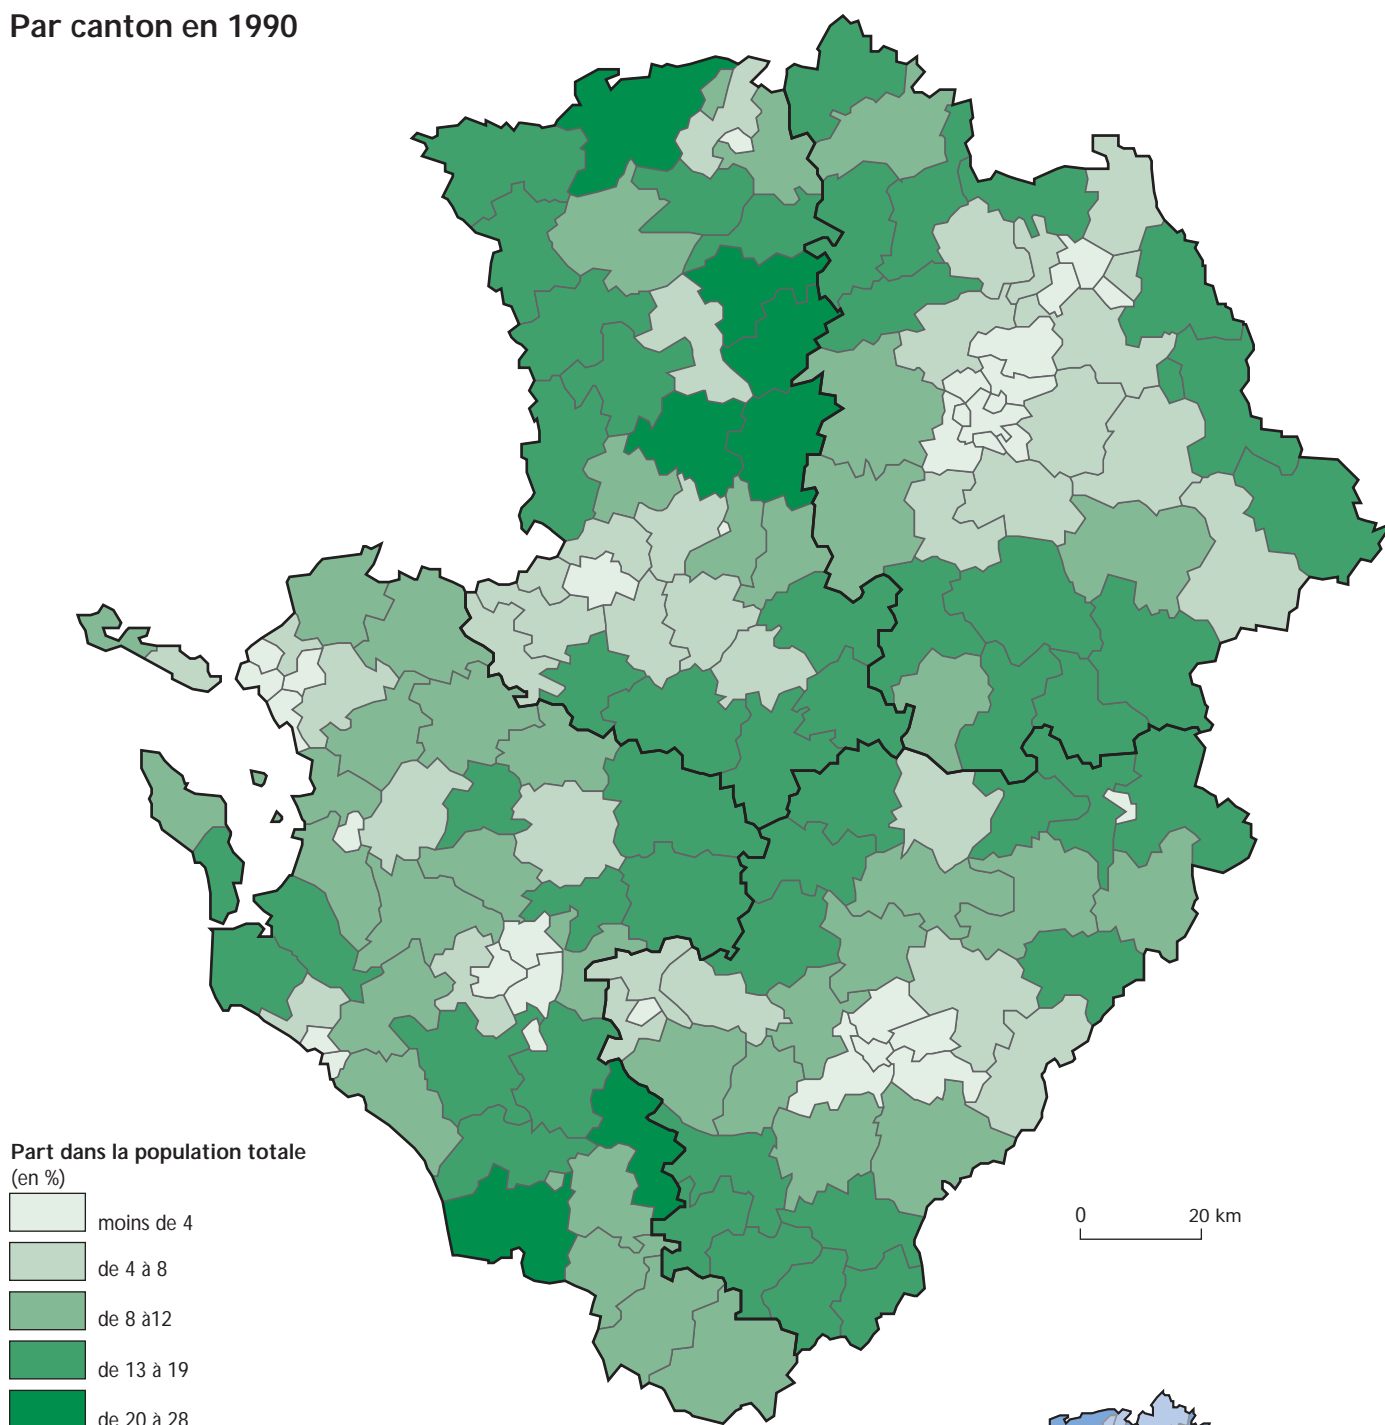 Par canton en 1990
Part dans la population totale
(en %)
moins de 4
de 4 à 8
de 8 à12
de 13 à 19
de 20 à 28
0 20 km